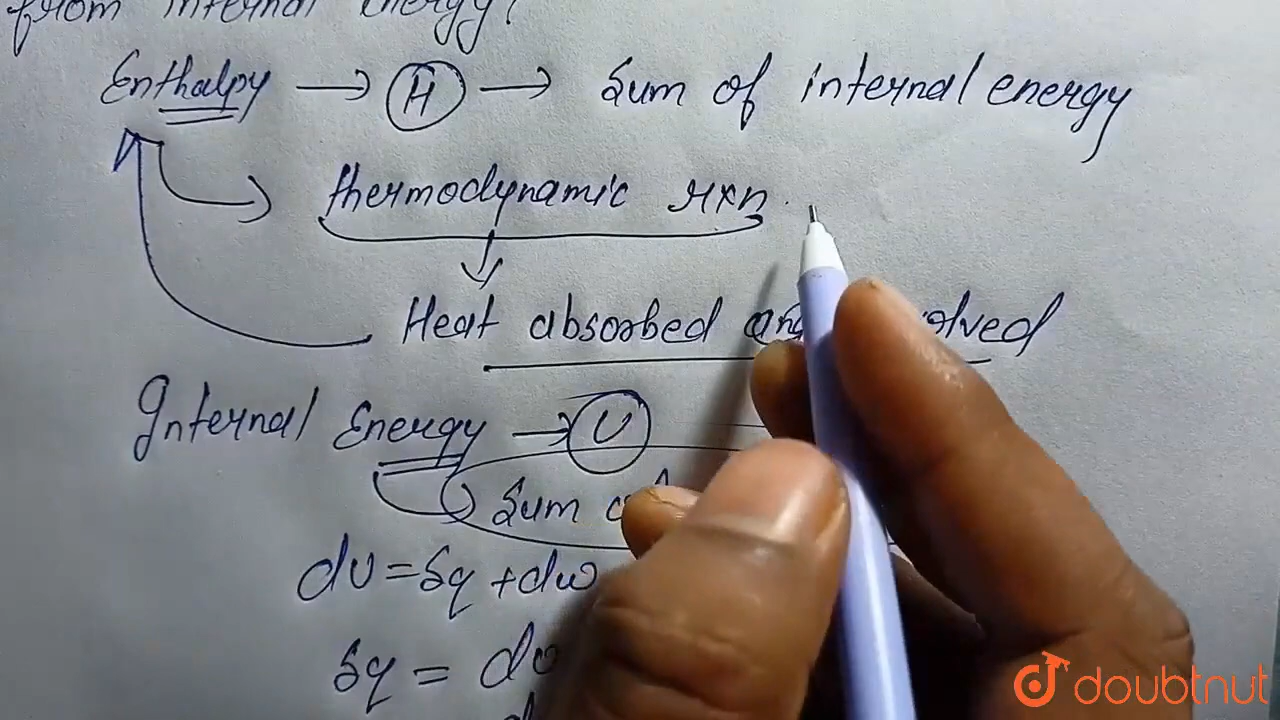 from internal energy?
Enthalpy → H → Sum of internal energy
thermodynamic rxn.
Heat absorbed and
Internal Energy → U
Sum
dU = δq + dw
δq =
doubtnut